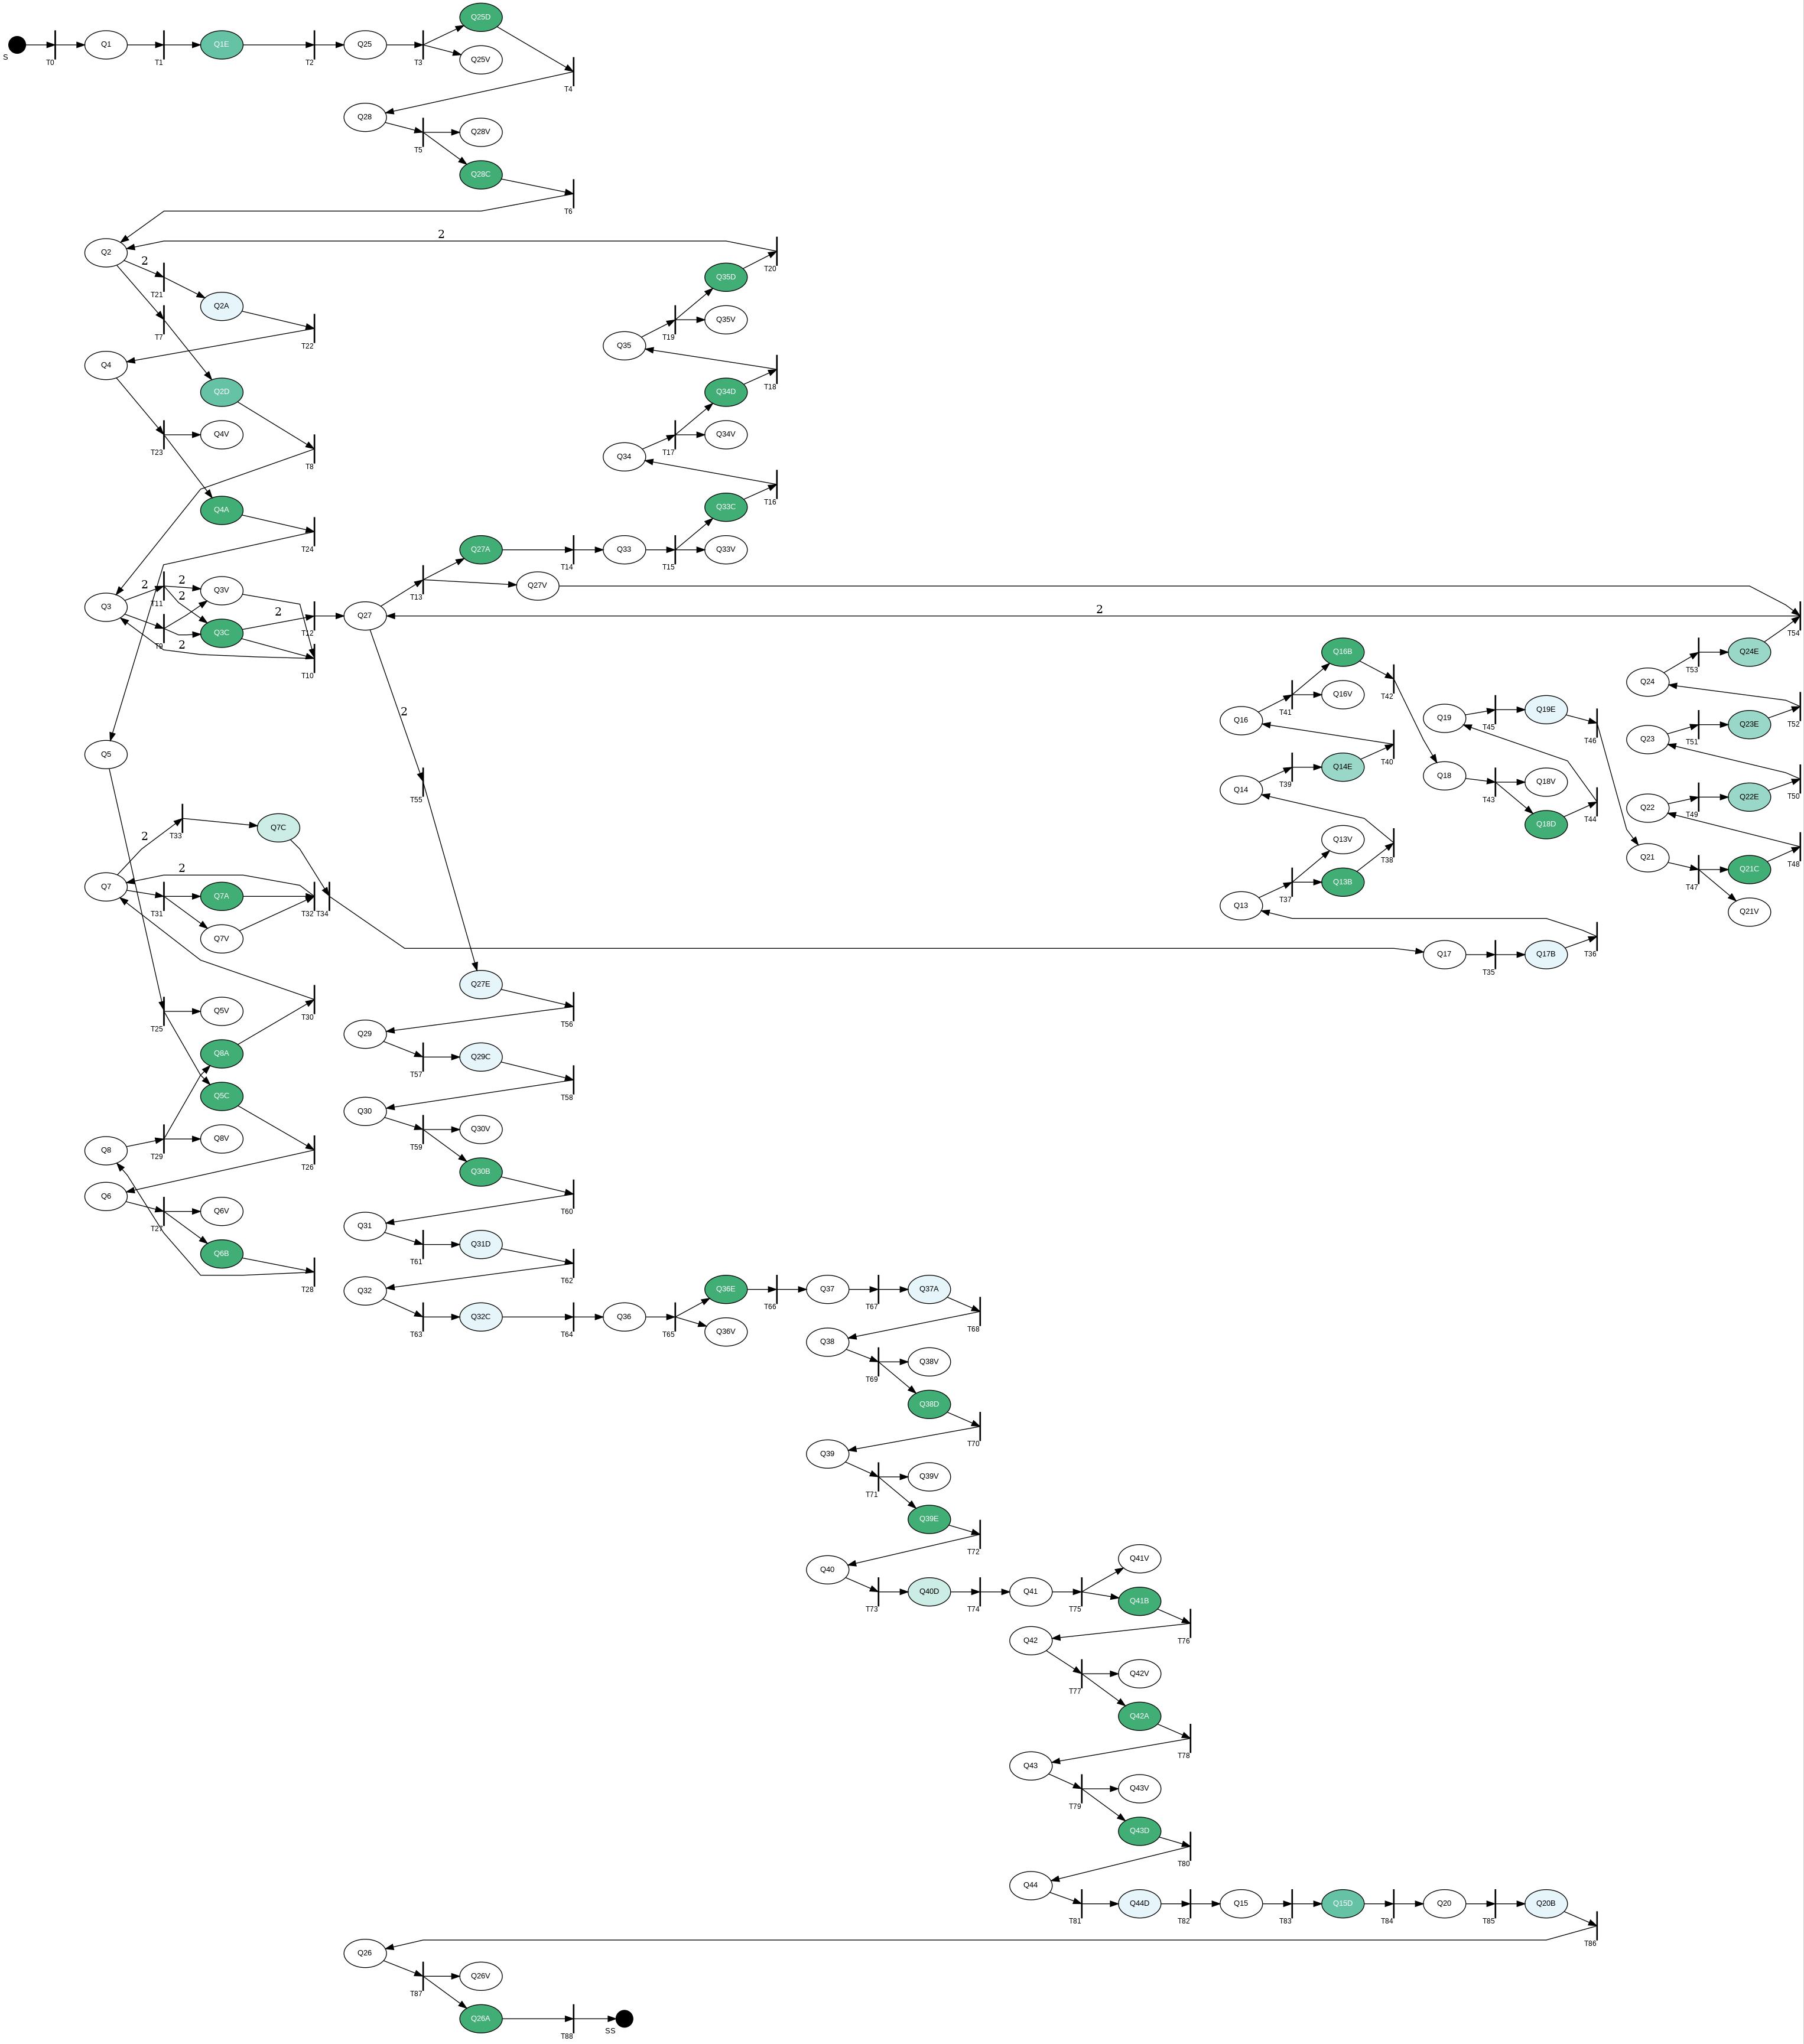 Q25D
S T0 Q1 T1 Q1E T2 Q25 T3 Q25V
T4
Q28 T5 Q28V
Q28C T6
Q2 2 T20
2 T21 Q2A T7 T22
Q35D
Q35 T19 Q35V
T18
Q4 T23 Q4V
Q2D T8
Q34D
Q34 T17 Q34V
T16
Q4A T24
Q33C
Q27A T14 Q33 T15 Q33V
T13 Q27V
Q3 2 T11 2 Q3V
2
T9 Q3C 2 T12 Q27 2 T54
2 T10
Q16B T42
Q16 T41 Q16V
Q24 T53 Q24E
T52
Q19 T45 Q19E T46
Q23 T51 Q23E
T50
2
T55
Q5
T40
Q14 T39 Q14E
Q18 T43 Q18V
Q18D T44
Q22 T49 Q22E
T48
T33 Q7C
2
Q13V T38
Q13 T37 Q13B
Q21 T47 Q21C
Q21V
Q7 2
T31 Q7A T32 T34
Q7V
Q17 T35 Q17B T36
Q27E T56
T25 Q5V T30
Q29 T57 Q29C T58
Q8A
Q5C T26
Q30 T59 Q30V
Q30B T60
Q8 T29 Q8V
Q6 T27 Q6V
Q6B T28
Q31 T61 Q31D T62
Q32 T63 Q32C T64 Q36 T65 Q36E T66 Q37 T67 Q37A T68
Q36V
Q38 T69 Q38V
Q38D T70
Q39 T71 Q39V
Q39E T72
Q40 T73 Q40D T74 Q41 T75 Q41V
Q41B T76
Q42 T77 Q42V
Q42A T78
Q43 T79 Q43V
Q43D T80
Q44 T81 Q44D T82 Q15 T83 Q15D T84 Q20 T85 Q20B T86
Q26 T87 Q26V
Q26A T88 SS